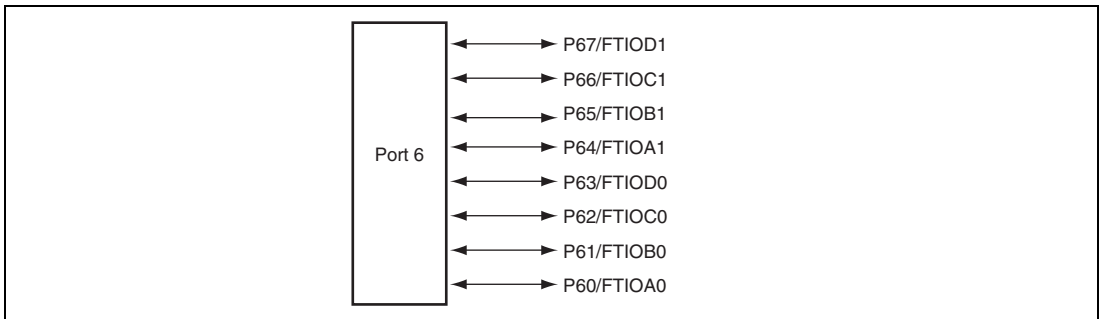 P67/FTIOD1
P66/FTIOC1
P65/FTIOB1
P64/FTIOA1
Port 6
P63/FTIOD0
P62/FTIOC0
P61/FTIOB0
P60/FTIOA0